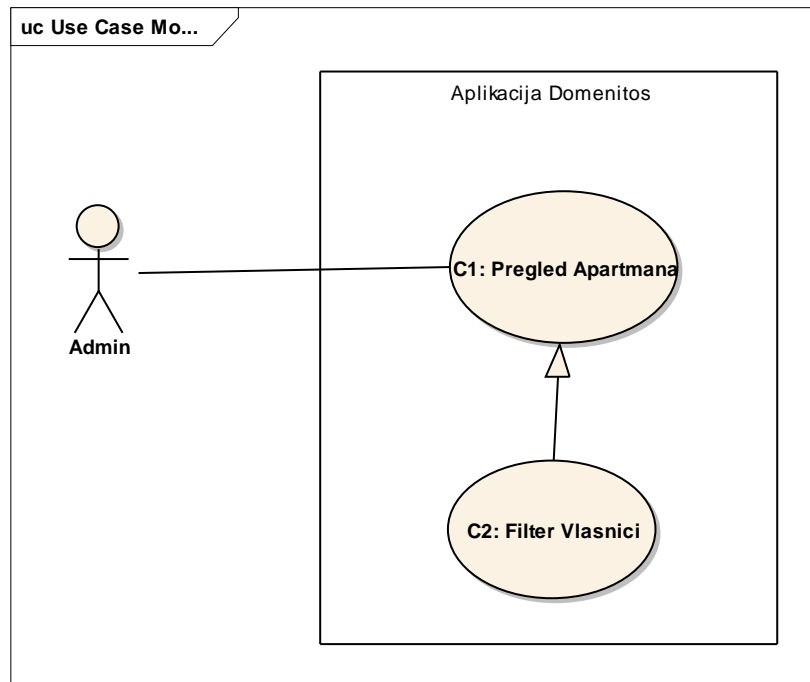 uc Use Case Mo...
Aplikacija Domenitos
C1: Pregled Apartmana
Admin
C2: Filter Vlasnici